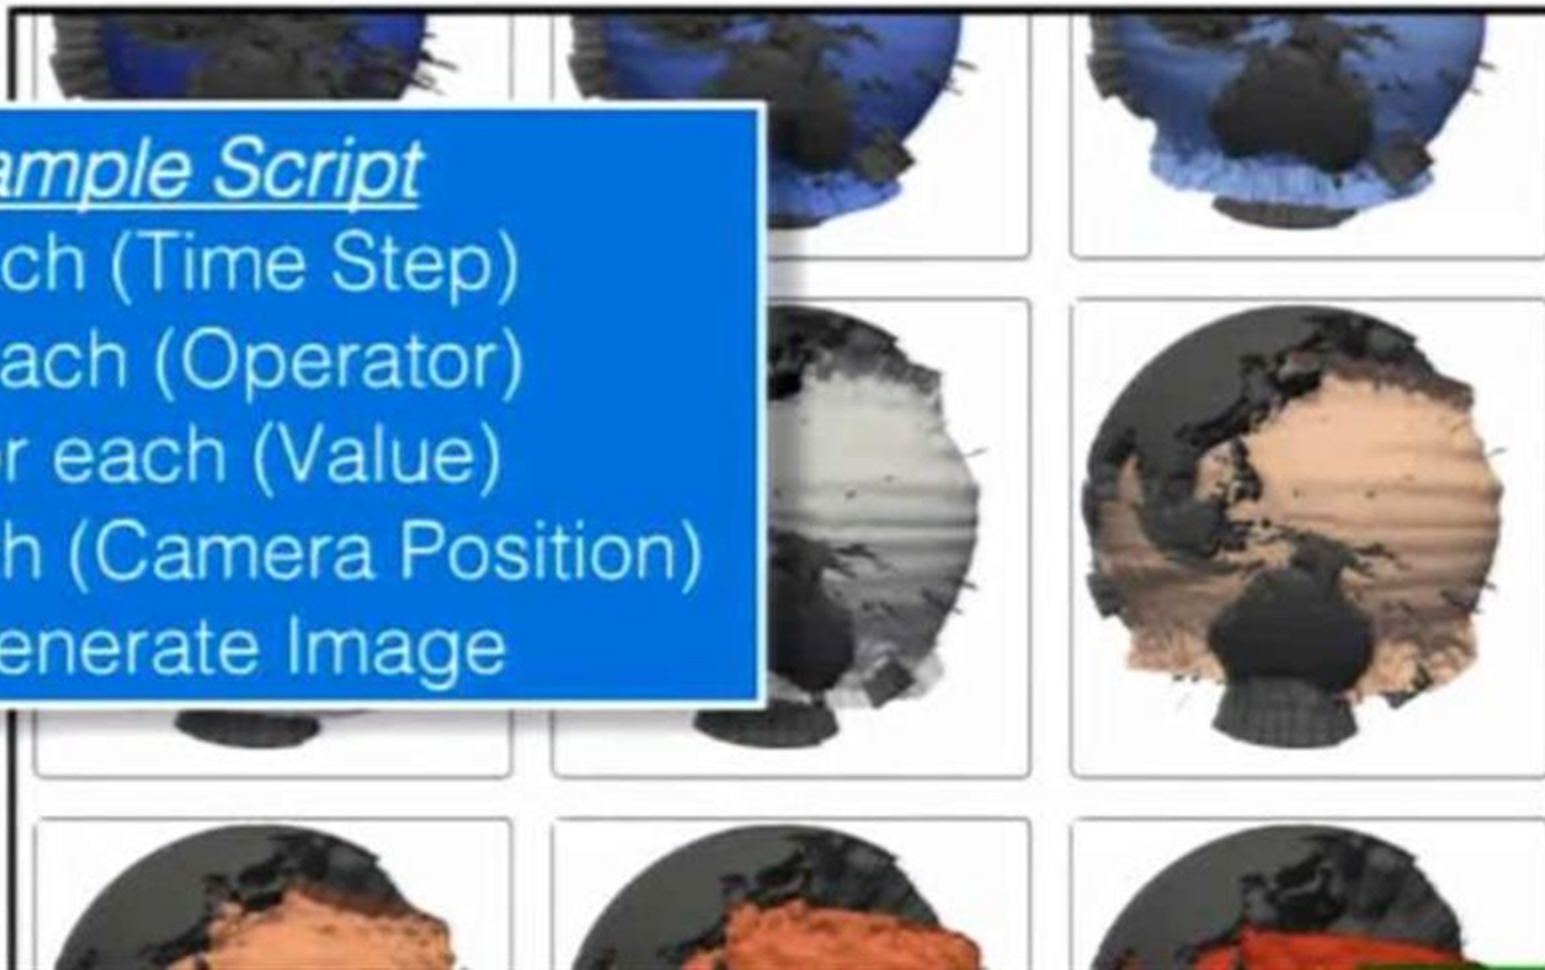 ample Script
ch (Time Step)
ach (Operator)
r each (Value)
h (Camera Position)
enerate Image